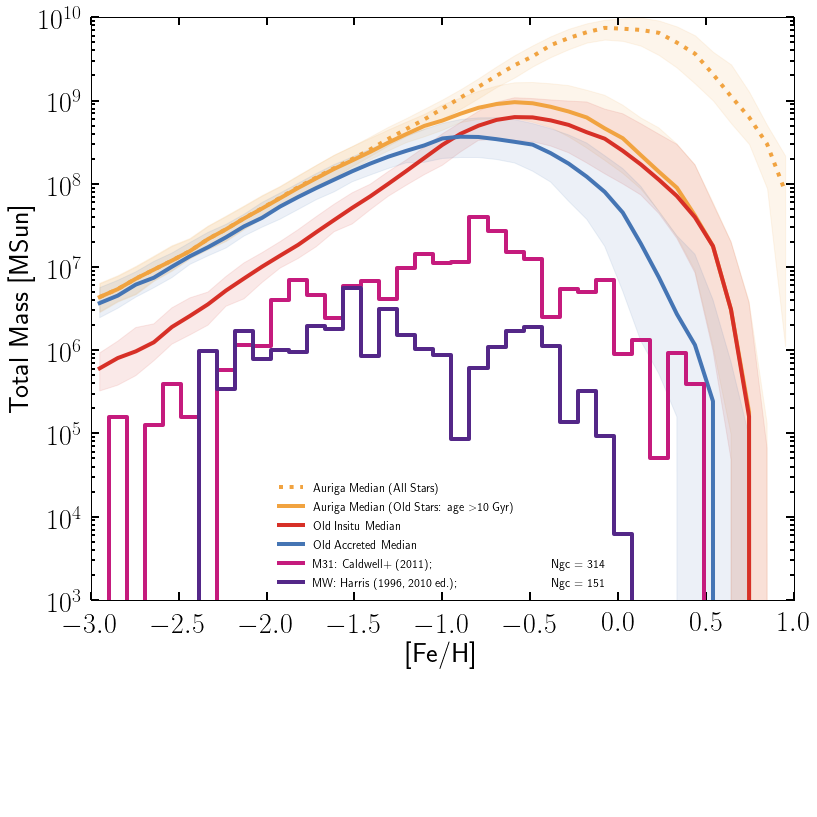 10^10
10^9
10^8
10^7
10^6
10^5
10^4
10^3
Total Mass [MSun]
Auriga Median (All Stars)
Auriga Median (Old Stars: age >10 Gyr)
Old Insitu Median
Old Accreted Median
M31: Caldwell+ (2011); Ngc = 314
MW: Harris (1996, 2010 ed.); Ngc = 151
−3.0 −2.5 −2.0 −1.5 −1.0 −0.5 0.0 0.5 1.0
[Fe/H]